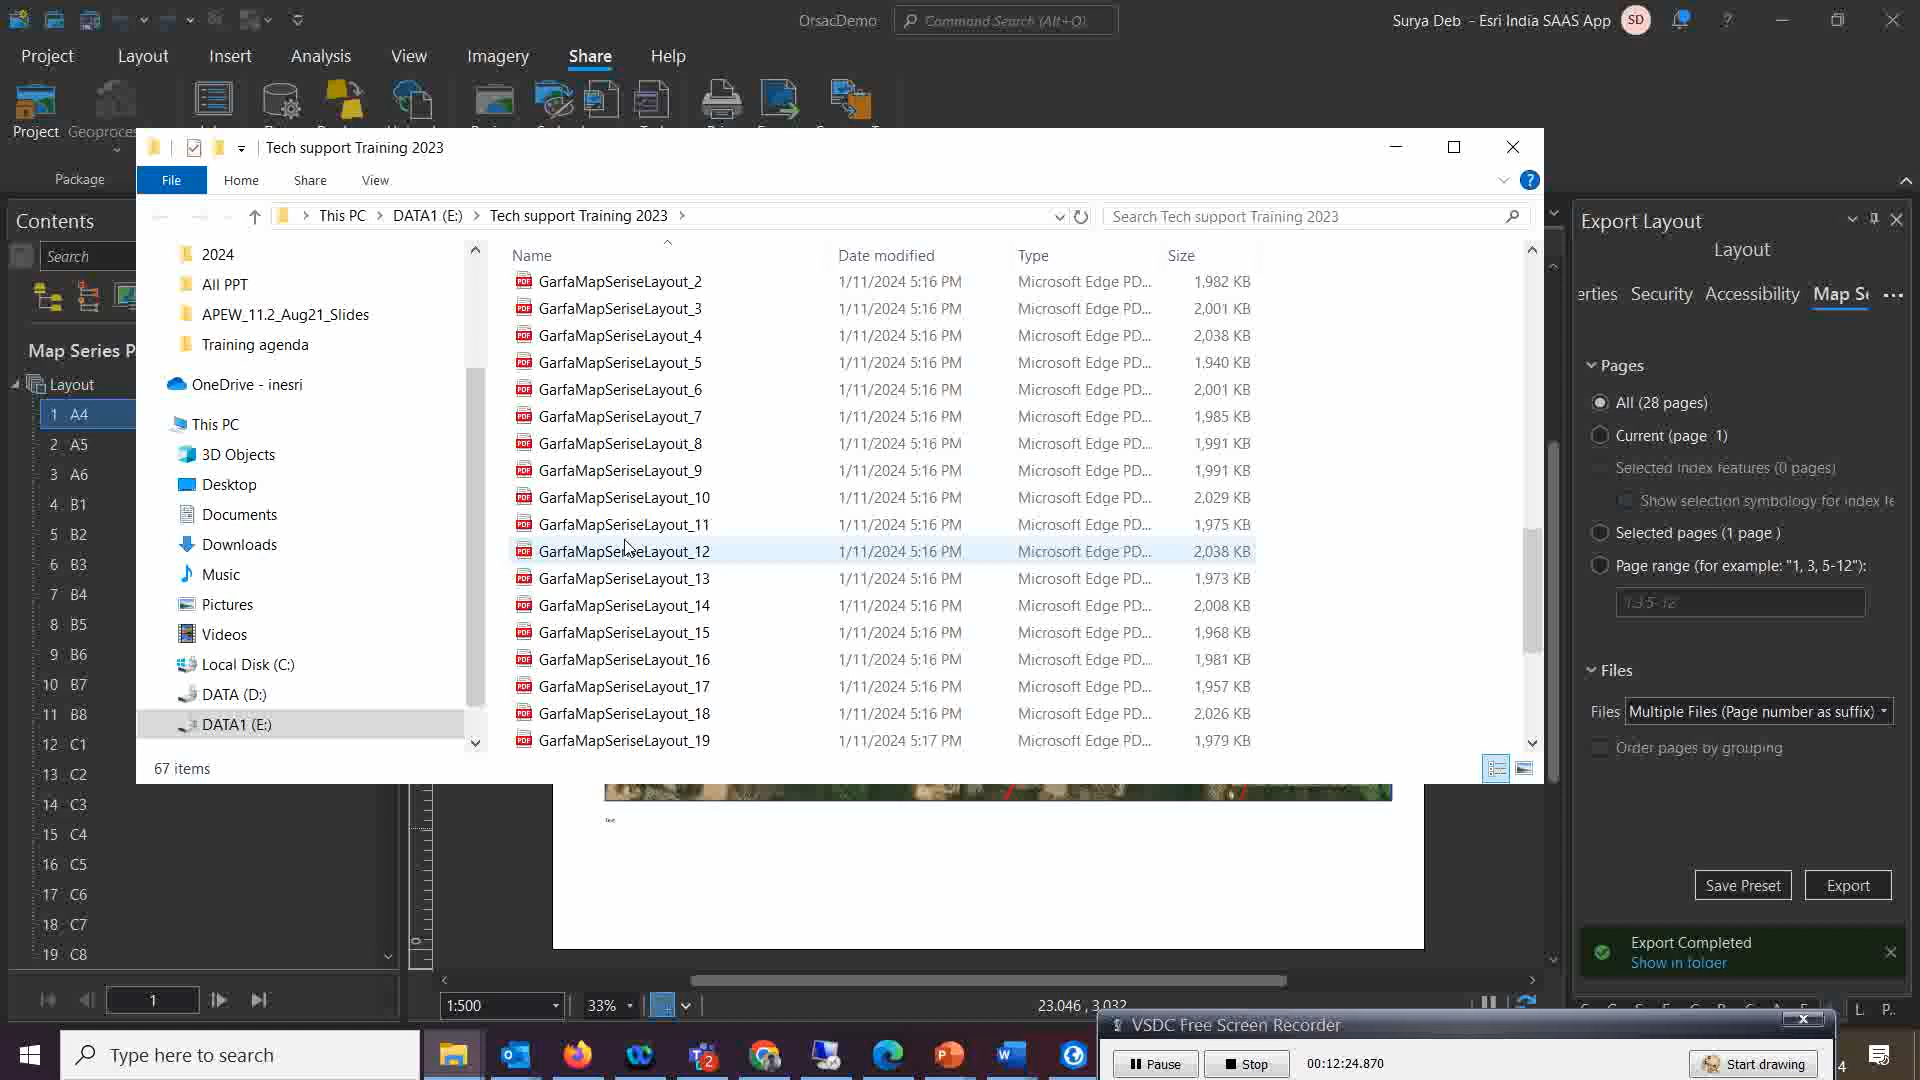 OrsacDemo
Command Search (Alt+Q)
Surya Deb - Esri India SAAS App
SD
?
Project
Layout
Insert
Analysis
View
Imagery
Share
Help
Project
Package
Tech support Training 2023
File
Home
Share
View
This PC > DATA1 (E:) > Tech support Training 2023 >
Search Tech support Training 2023
2024
All PPT
APEW_11.2_Aug21_Slides
Training agenda
OneDrive - inesri
This PC
3D Objects
Desktop
Documents
Downloads
Music
Pictures
Videos
Local Disk (C:)
DATA (D:)
DATA1 (E:)
Name Date modified Type Size
GarfaMapSeriseLayout_2 1/11/2024 5:16 PM Microsoft Edge PD... 1,982 KB
GarfaMapSeriseLayout_3 1/11/2024 5:16 PM Microsoft Edge PD... 2,001 KB
GarfaMapSeriseLayout_4 1/11/2024 5:16 PM Microsoft Edge PD... 2,038 KB
GarfaMapSeriseLayout_5 1/11/2024 5:16 PM Microsoft Edge PD... 1,940 KB
GarfaMapSeriseLayout_6 1/11/2024 5:16 PM Microsoft Edge PD... 2,001 KB
GarfaMapSeriseLayout_7 1/11/2024 5:16 PM Microsoft Edge PD... 1,985 KB
GarfaMapSeriseLayout_8 1/11/2024 5:16 PM Microsoft Edge PD... 1,991 KB
GarfaMapSeriseLayout_9 1/11/2024 5:16 PM Microsoft Edge PD... 1,991 KB
GarfaMapSeriseLayout_10 1/11/2024 5:16 PM Microsoft Edge PD... 2,029 KB
GarfaMapSeriseLayout_11 1/11/2024 5:16 PM Microsoft Edge PD... 1,975 KB
GarfaMapSeriseLayout_12 1/11/2024 5:16 PM Microsoft Edge PD... 2,038 KB
GarfaMapSeriseLayout_13 1/11/2024 5:16 PM Microsoft Edge PD... 1,973 KB
GarfaMapSeriseLayout_14 1/11/2024 5:16 PM Microsoft Edge PD... 2,008 KB
GarfaMapSeriseLayout_15 1/11/2024 5:16 PM Microsoft Edge PD... 1,968 KB
GarfaMapSeriseLayout_16 1/11/2024 5:16 PM Microsoft Edge PD... 1,981 KB
GarfaMapSeriseLayout_17 1/11/2024 5:16 PM Microsoft Edge PD... 1,957 KB
GarfaMapSeriseLayout_18 1/11/2024 5:16 PM Microsoft Edge PD... 2,026 KB
GarfaMapSeriseLayout_19 1/11/2024 5:17 PM Microsoft Edge PD... 1,979 KB
67 items
Contents
Search
Map Series P
Layout
1 A4
2 A5
3 A6
4 B1
5 B2
6 B3
7 B4
8 B5
9 B6
10 B7
11 B8
12 C1
13 C2
14 C3
15 C4
16 C5
17 C6
18 C7
19 C8
1
1:500
33%
23.046 , 3.032
Export Layout
Layout
erties Security Accessibility Map Se ...
Pages
All (28 pages)
Current (page 1)
Selected index features (0 pages)
Show selection symbology for index fe
Selected pages (1 page )
Page range (for example: "1, 3, 5-12"):
1,3,5-12
Files
Files Multiple Files (Page number as suffix)
Order pages by grouping
Save Preset
Export
Export Completed
Show in folder
Type here to search
2
VSDC Free Screen Recorder
Pause
Stop
00:12:24.870
Start drawing
4